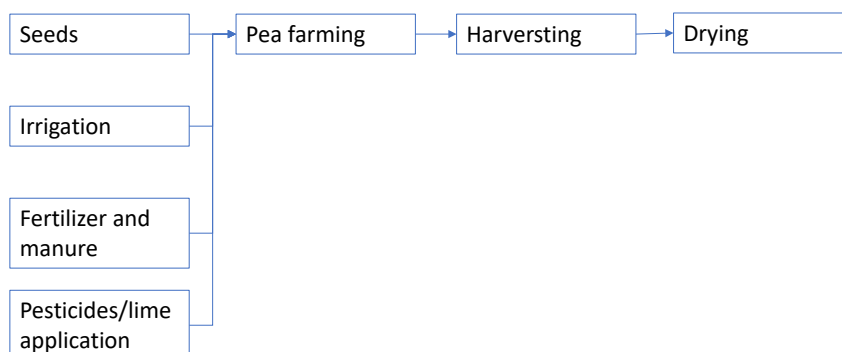 Seeds
Pea farming
Harversting
Drying
Irrigation
Fertilizer and
manure
Pesticides/lime
application